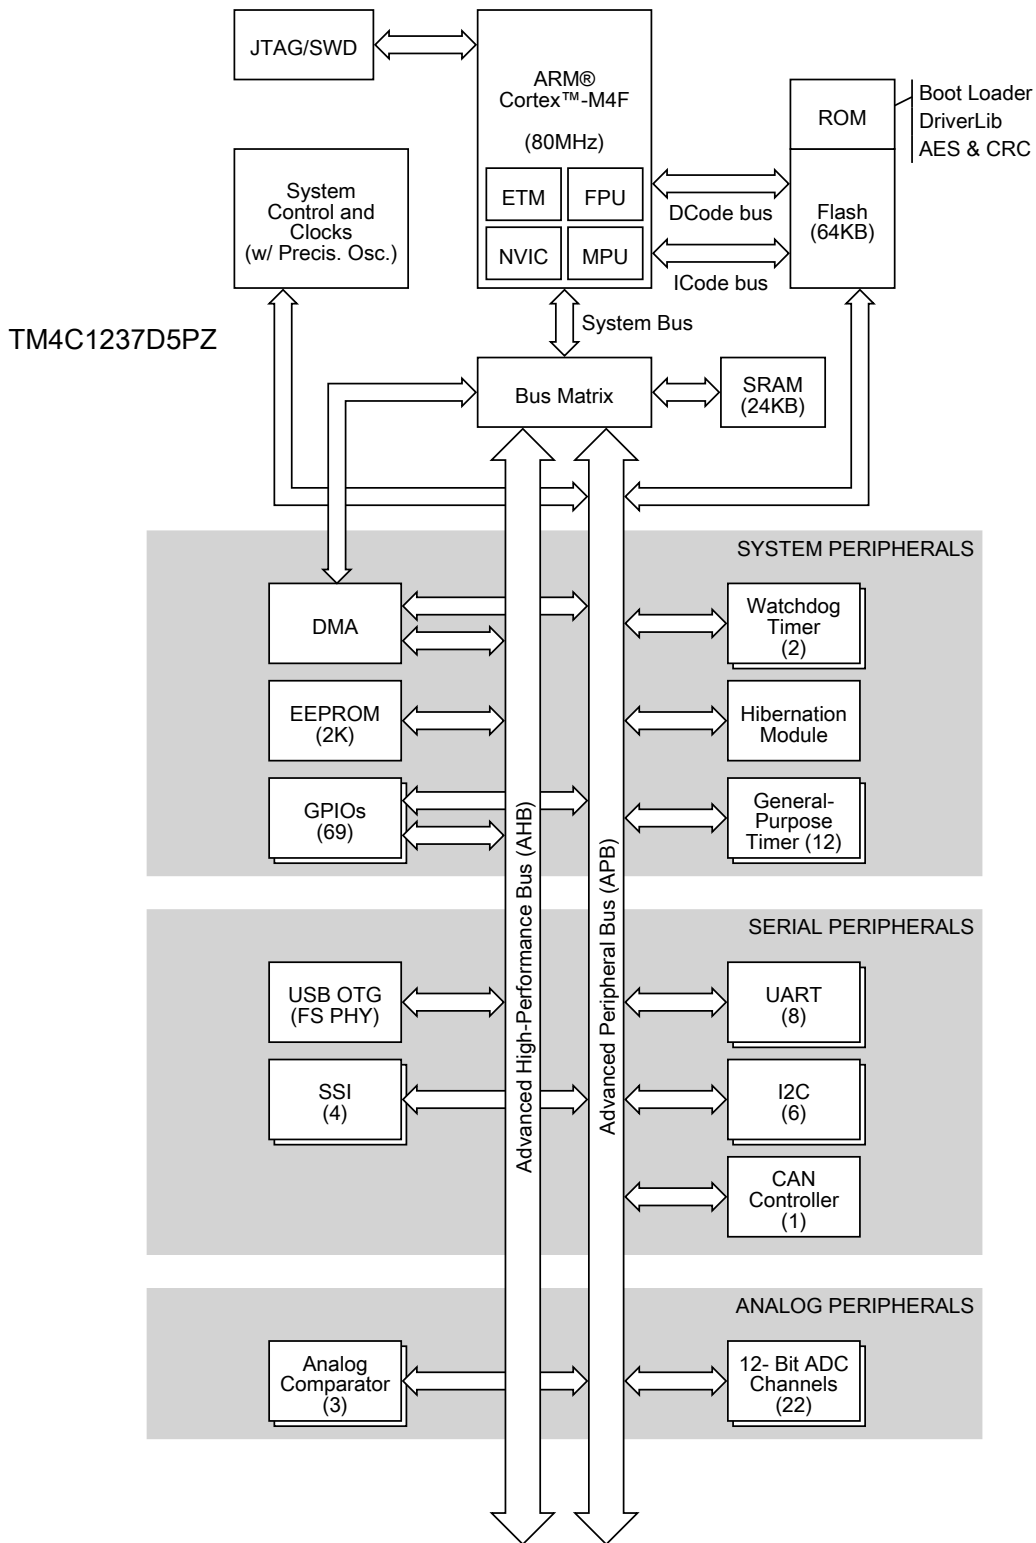 JTAG/SWD
ARM®
Cortex™-M4F
(80MHz)
ETM
FPU
NVIC
MPU
ROM
Boot Loader
DriverLib
AES & CRC
Flash
(64KB)
DCode bus
ICode bus
System
Control and
Clocks
(w/ Precis. Osc.)
System Bus
TM4C1237D5PZ
Bus Matrix
SRAM
(24KB)
SYSTEM PERIPHERALS
DMA
Watchdog
Timer
(2)
EEPROM
(2K)
Hibernation
Module
GPIOs
(69)
General-
Purpose
Timer (12)
Advanced High-Performance Bus (AHB)
Advanced Peripheral Bus (APB)
SERIAL PERIPHERALS
USB OTG
(FS PHY)
UART
(8)
SSI
(4)
I2C
(6)
CAN
Controller
(1)
ANALOG PERIPHERALS
Analog
Comparator
(3)
12- Bit ADC
Channels
(22)